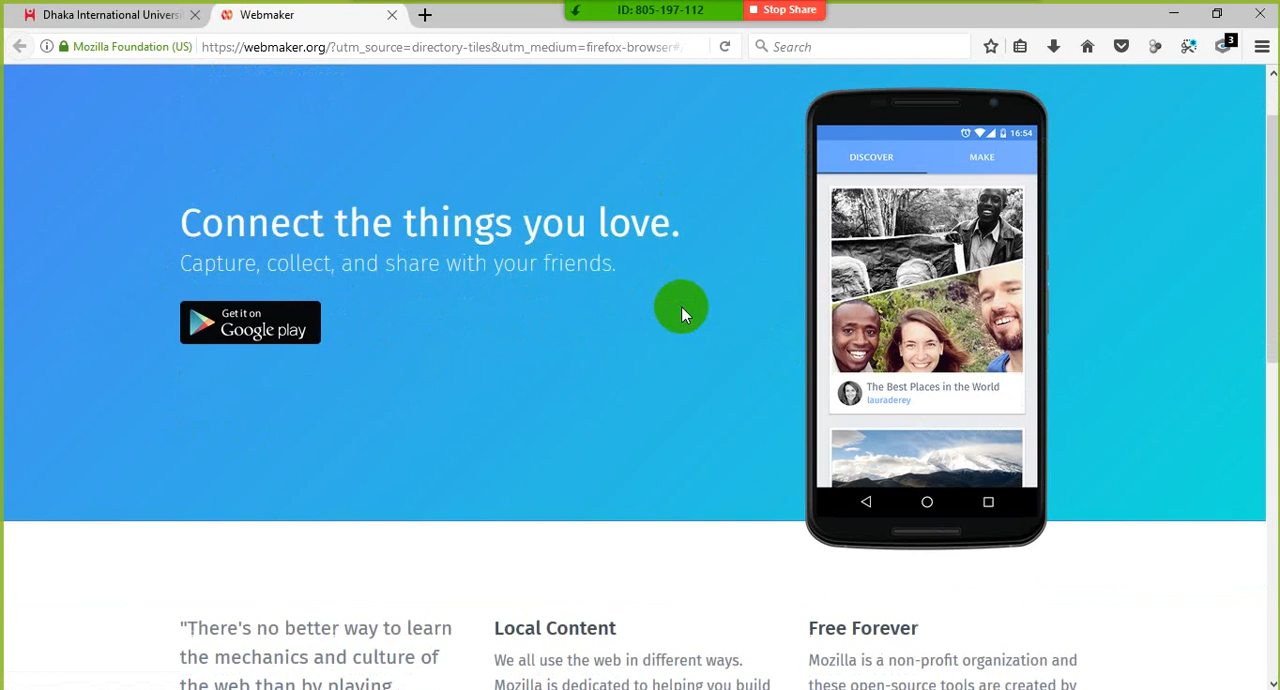 ID: 805-197-112
Stop Share
Dhaka International Universi
Webmaker
Mozilla Foundation (US)
https://webmaker.org/?utm_source=directory-tiles&utm_medium=firefox-browser#
Search
3
Connect the things you love.
Capture, collect, and share with your friends.
Get it on
Google play
16:54
DISCOVER
MAKE
The Best Places in the World
lauraderey
"There's no better way to learn
the mechanics and culture of
the web than by playing
Local Content
We all use the web in different ways.
Mozilla is dedicated to helping you build
Free Forever
Mozilla is a non-profit organization and
these open-source tools are created by